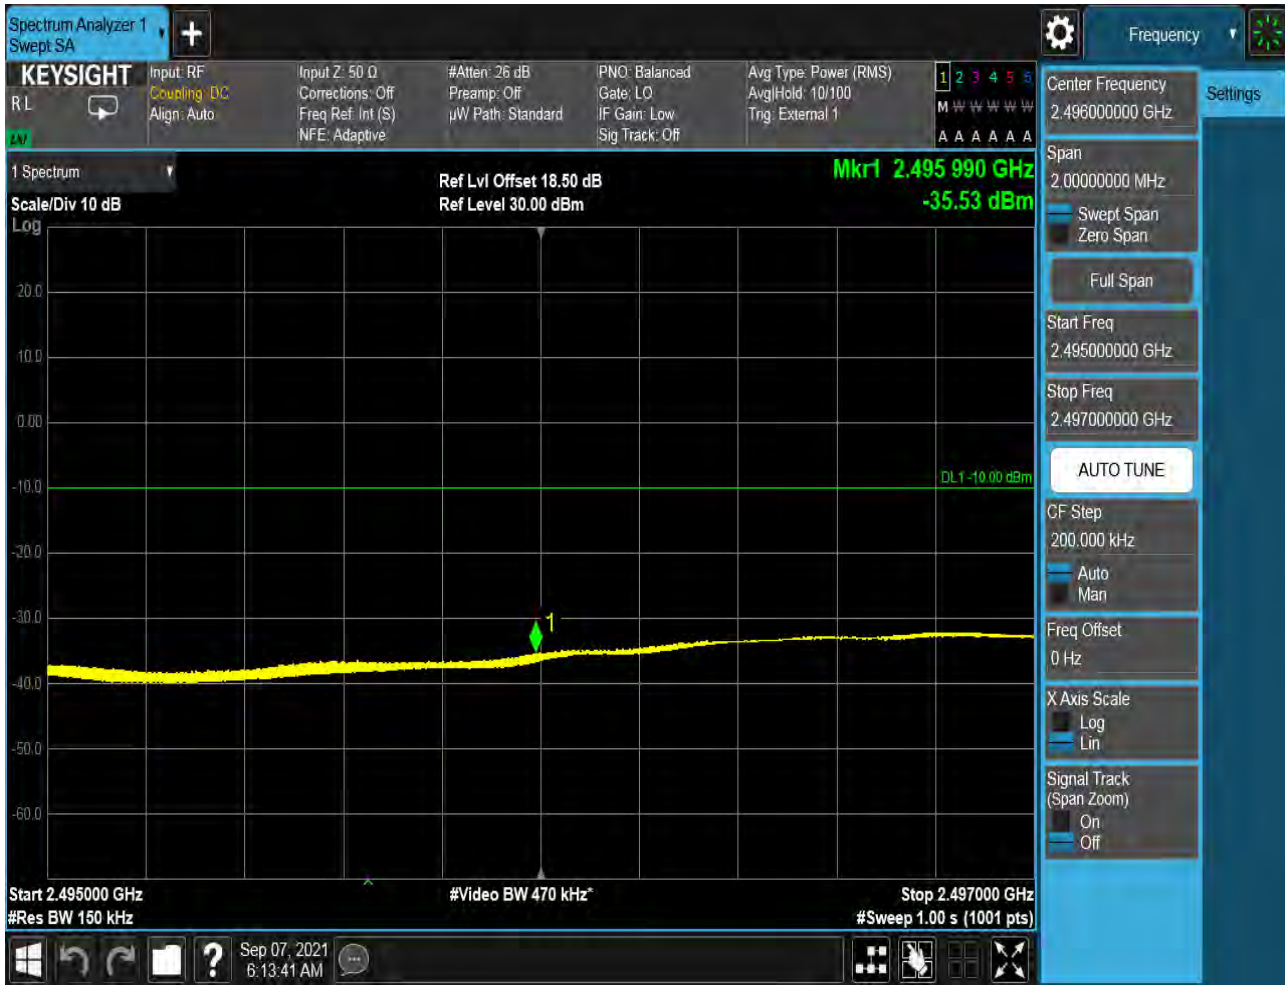 Spectrum Analyzer 1
Swept SA
Frequency
KEYSIGHT
R L
Input: RF
Coupling: DC
Align: Auto
Input Z: 50 Ω
Corrections: Off
Freq Ref: Int (S)
NFE: Adaptive
#Atten: 26 dB
Preamp: Off
µW Path: Standard
PNO: Balanced
Gate: LO
IF Gain: Low
Sig Track: Off
Avg Type: Power (RMS)
Avg|Hold: 10/100
Trig: External 1
1 2 3 4 5 6
M W W W W W
A A A A A A
1 Spectrum
Scale/Div 10 dB
Log
Ref Lvl Offset 18.50 dB
Ref Level 30.00 dBm
Mkr1 2.495 990 GHz
-35.53 dBm
20.0
10.0
0.00
-10.0
-20.0
-30.0
-40.0
-50.0
-60.0
DL1 -10.00 dBm
1
Start 2.495000 GHz
#Res BW 150 kHz
#Video BW 470 kHz*
Stop 2.497000 GHz
#Sweep 1.00 s (1001 pts)
Center Frequency
2.496000000 GHz
Settings
Span
2.00000000 MHz
Swept Span
Zero Span
Full Span
Start Freq
2.495000000 GHz
Stop Freq
2.497000000 GHz
AUTO TUNE
CF Step
200.000 kHz
Auto
Man
Freq Offset
0 Hz
X Axis Scale
Log
Lin
Signal Track
(Span Zoom)
On
Off
?
Sep 07, 2021
6:13:41 AM